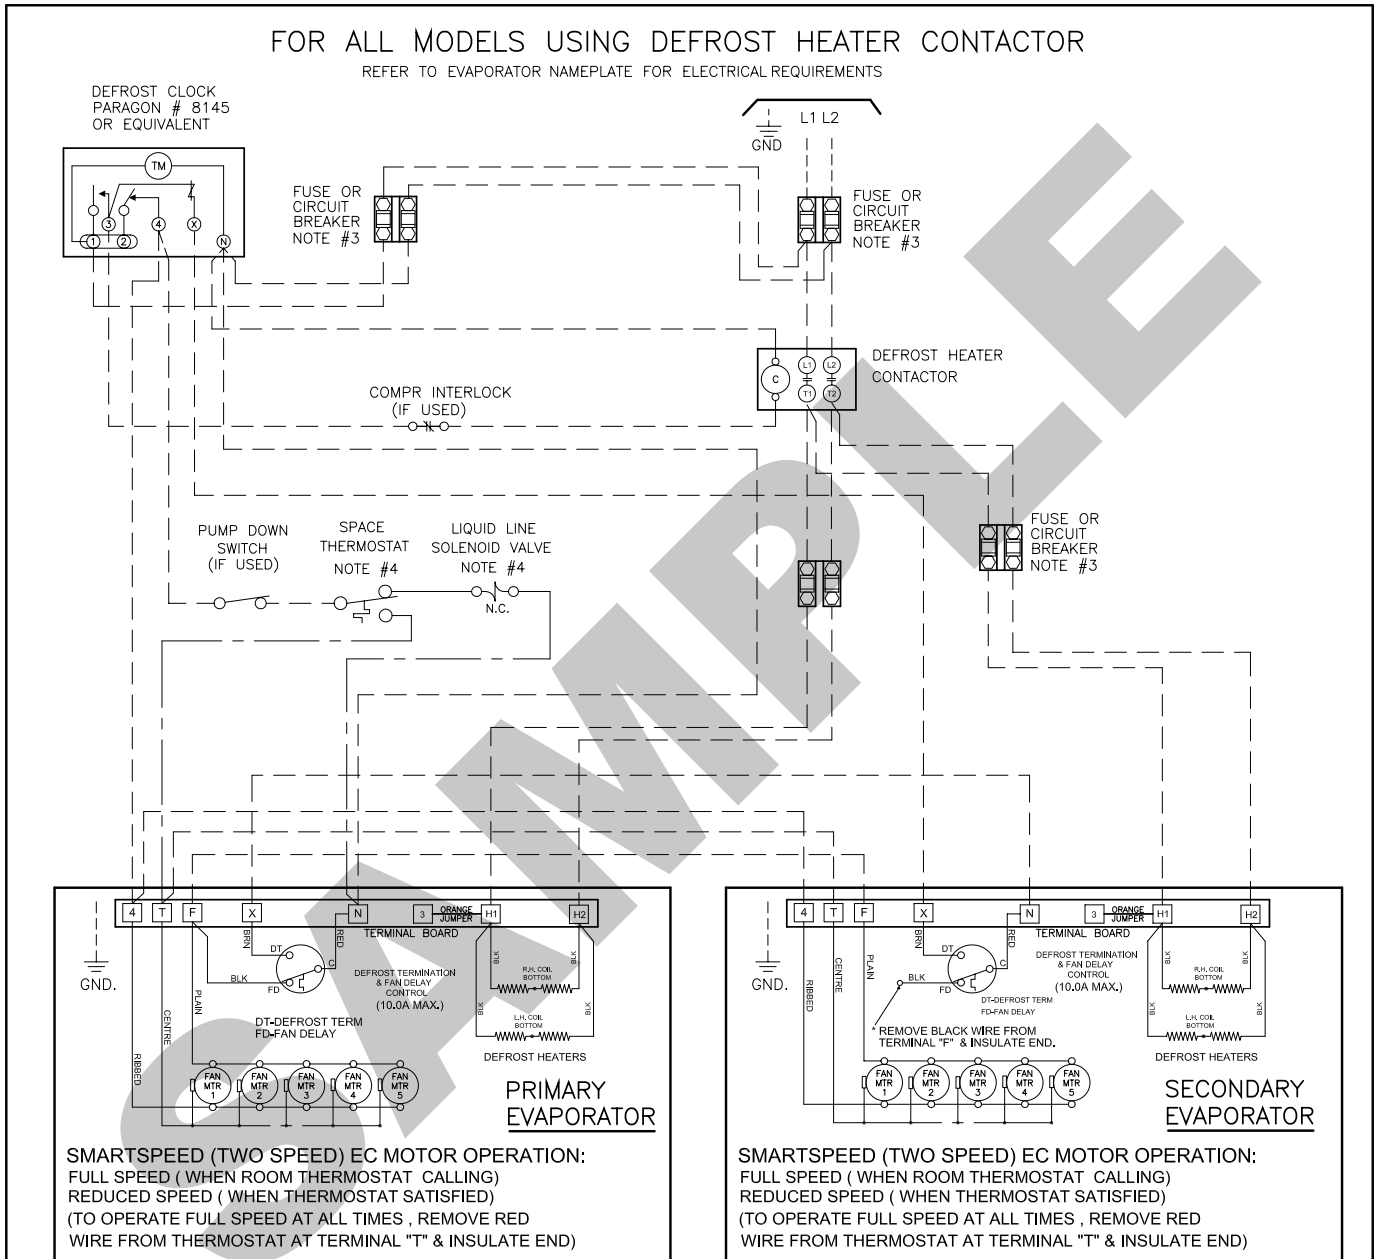 FOR ALL MODELS USING DEFROST HEATER CONTACTOR
REFER TO EVAPORATOR NAMEPLATE FOR ELECTRICAL REQUIREMENTS
DEFROST CLOCK
PARAGON # 8145
OR EQUIVALENT
TM
3
4
X
1
2
N
FUSE OR
CIRCUIT
BREAKER
NOTE #3
GND
L1 L2
FUSE OR
CIRCUIT
BREAKER
NOTE #3
DEFROST HEATER
CONTACTOR
C
L1
L2
T1
T2
COMPR INTERLOCK
(IF USED)
PUMP DOWN
SWITCH
(IF USED)
SPACE
THERMOSTAT
NOTE #4
LIQUID LINE
SOLENOID VALVE
NOTE #4
N.C.
FUSE OR
CIRCUIT
BREAKER
NOTE #3
SAMPLE
4
T
F
X
N
3
ORANGE
JUMPER
H1
H2
TERMINAL BOARD
GND.
BRN
RED
DT
C
BLK
FD
DEFROST TERMINATION
& FAN DELAY
CONTROL
(10.0A MAX.)
DT-DEFROST TERM
FD-FAN DELAY
PLAIN
CENTRE
RIBBED
BLK
BLK
R.H. COIL
BOTTOM
BLK
BLK
L.H. COIL
BOTTOM
DEFROST HEATERS
FAN
MTR
1
FAN
MTR
2
FAN
MTR
3
FAN
MTR
4
FAN
MTR
5
PRIMARY
EVAPORATOR
SMARTSPEED (TWO SPEED) EC MOTOR OPERATION:
FULL SPEED ( WHEN ROOM THERMOSTAT CALLING)
REDUCED SPEED ( WHEN THERMOSTAT SATISFIED)
(TO OPERATE FULL SPEED AT ALL TIMES , REMOVE RED
WIRE FROM THERMOSTAT AT TERMINAL "T" & INSULATE END)
4
T
F
X
N
3
ORANGE
JUMPER
H1
H2
TERMINAL BOARD
GND.
BRN
RED
DT
C
BLK
FD
DEFROST TERMINATION
& FAN DELAY
CONTROL
(10.0A MAX.)
DT-DEFROST TERM
FD-FAN DELAY
* REMOVE BLACK WIRE FROM
TERMINAL "F" & INSULATE END.
PLAIN
CENTRE
RIBBED
BLK
BLK
R.H. COIL
BOTTOM
BLK
BLK
L.H. COIL
BOTTOM
DEFROST HEATERS
FAN
MTR
1
FAN
MTR
2
FAN
MTR
3
FAN
MTR
4
FAN
MTR
5
SECONDARY
EVAPORATOR
SMARTSPEED (TWO SPEED) EC MOTOR OPERATION:
FULL SPEED ( WHEN ROOM THERMOSTAT CALLING)
REDUCED SPEED ( WHEN THERMOSTAT SATISFIED)
(TO OPERATE FULL SPEED AT ALL TIMES , REMOVE RED
WIRE FROM THERMOSTAT AT TERMINAL "T" & INSULATE END)